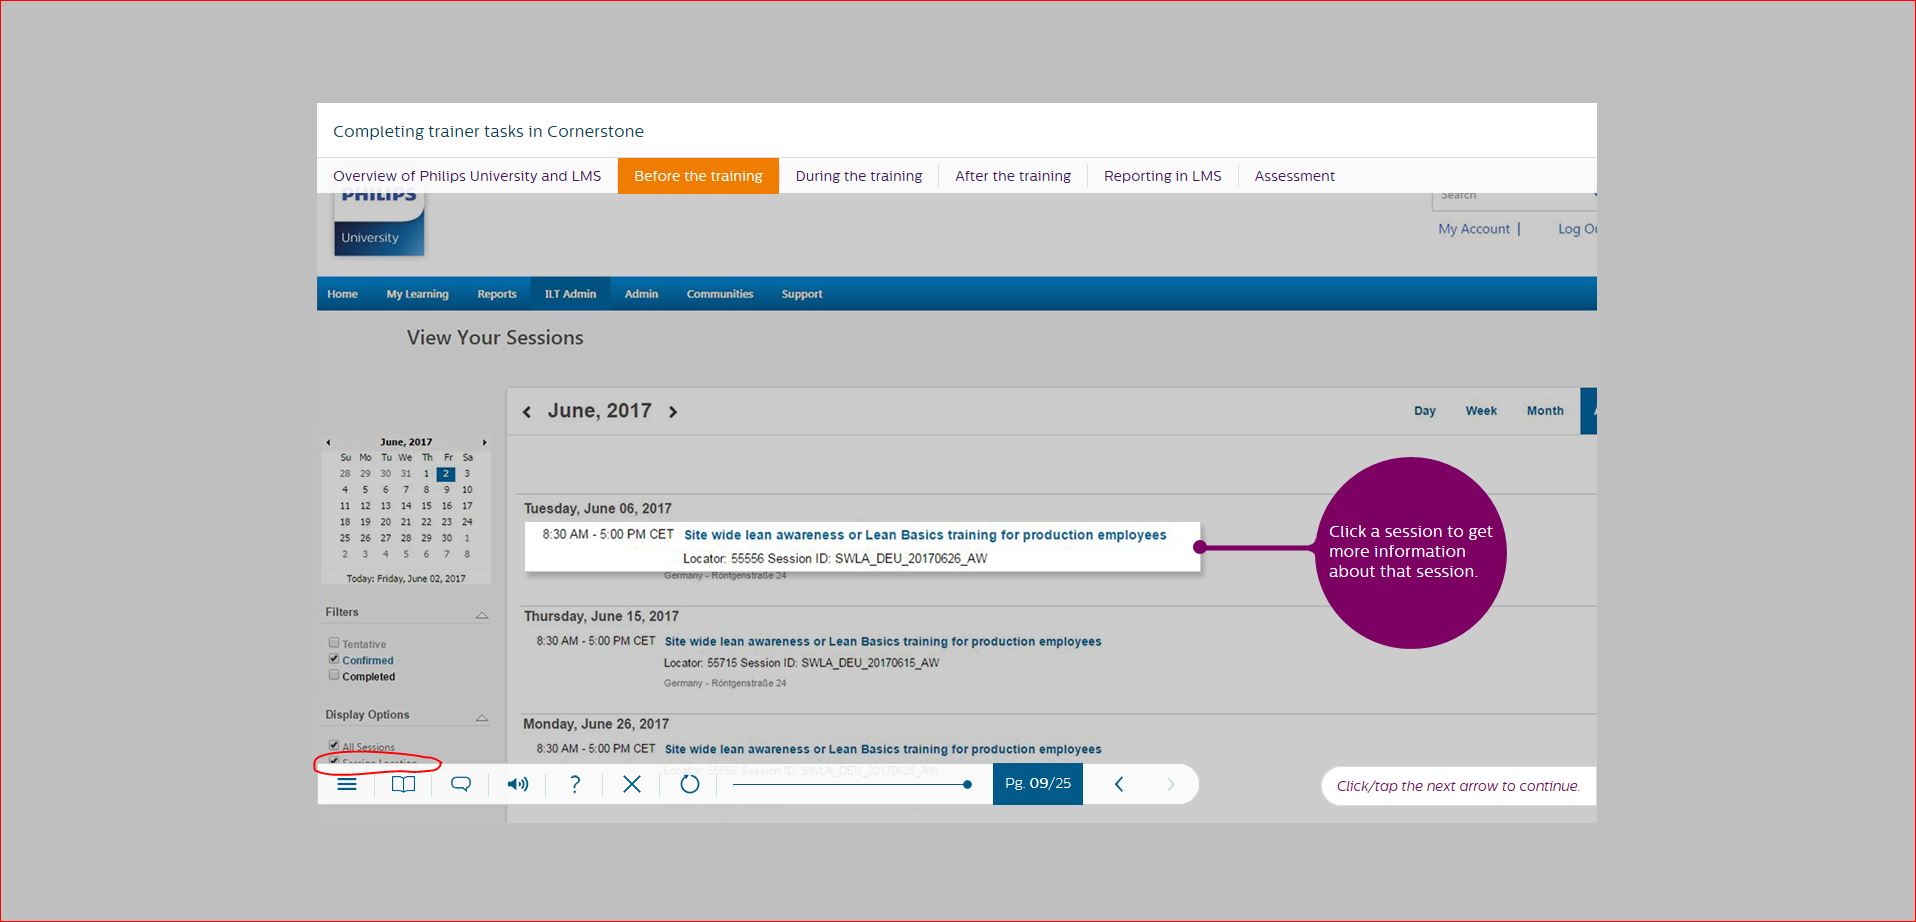 Completing trainer tasks in Cornerstone
Overview of Philips University and LMS
Before the training
During the training
After the training
Reporting in LMS
Assessment
PHILIPS
University
Search
My Account |
Log
Home
My Learning
Reports
ILT Admin
Admin
Communities
Support
View Your Sessions
June, 2017
Day
Week
Month
June, 2017
Su Mo Tu We Th Fr Sa
28 29 30 31 1 2 3
4 5 6 7 8 9 10
11 12 13 14 15 16 17
18 19 20 21 22 23 24
25 26 27 28 29 30 1
2 3 4 5 6 7 8
Today: Friday, June 02, 2017
Filters
Tentative
Confirmed
Completed
Display Options
All Sessions
Session Location
Tuesday, June 06, 2017
8:30 AM - 5:00 PM CET Site wide lean awareness or Lean Basics training for production employees
Locator: 55556 Session ID: SWLA_DEU_20170626_AW
Germany - Röntgenstraße 24
Thursday, June 15, 2017
8:30 AM - 5:00 PM CET Site wide lean awareness or Lean Basics training for production employees
Locator: 55715 Session ID: SWLA_DEU_20170615_AW
Germany - Röntgenstraße 24
Monday, June 26, 2017
8:30 AM - 5:00 PM CET Site wide lean awareness or Lean Basics training for production employees
Locator: 55556 Session ID: SWLA_DEU_20170626_AW
Click a session to get
more information
about that session.
?
Pg. 09/25
Click/tap the next arrow to continue.